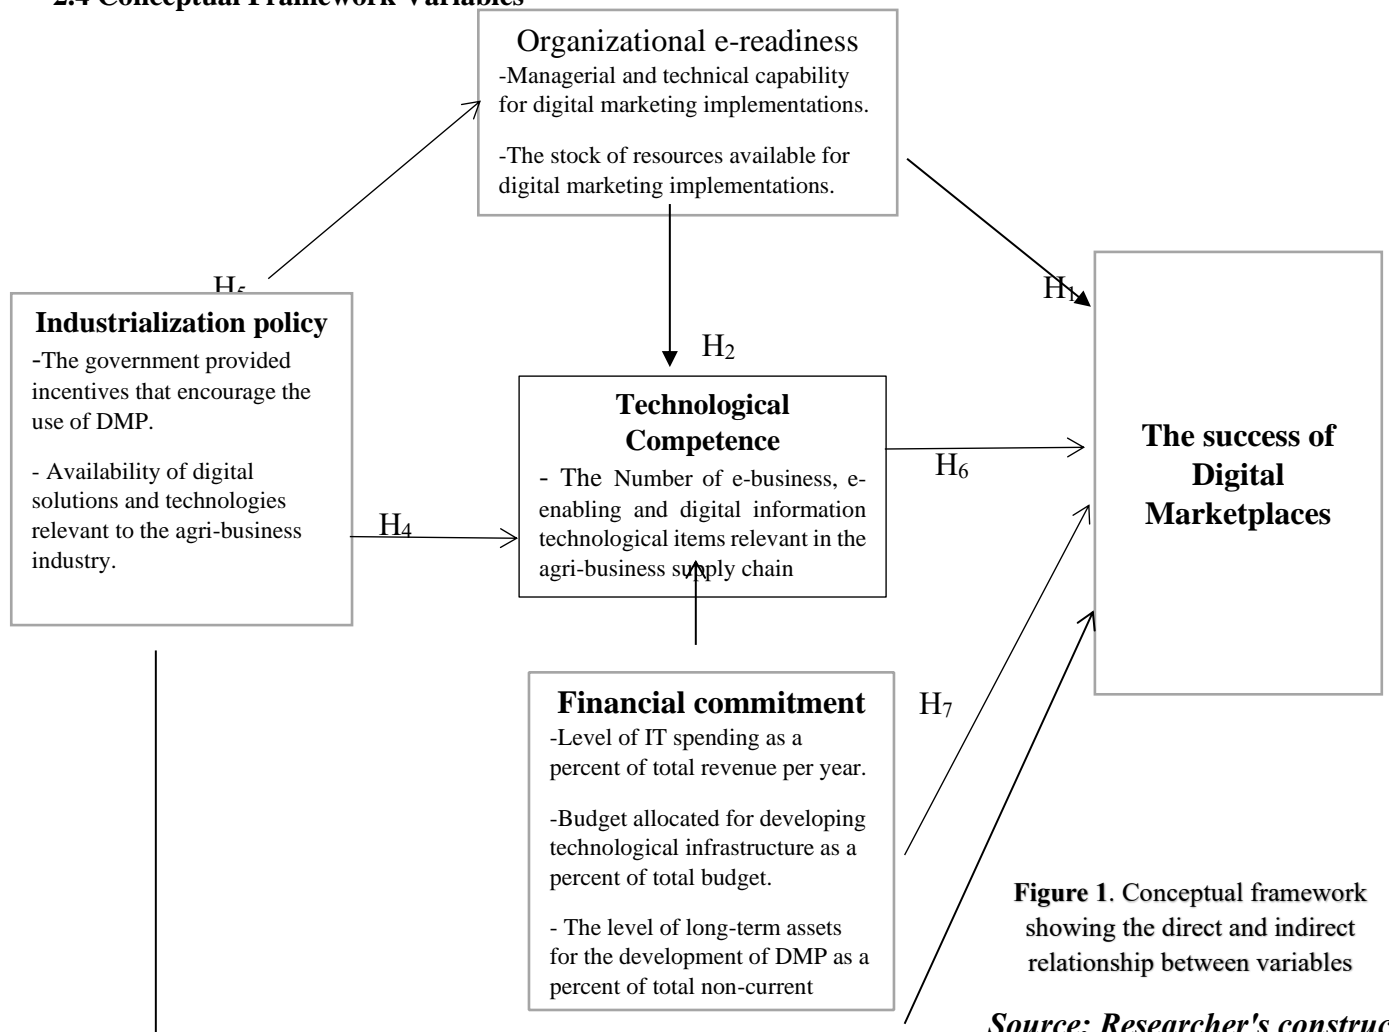 2.4 Conceptual Framework Variables
Organizational e-readiness
-Managerial and technical capability
for digital marketing implementations.
-The stock of resources available for
digital marketing implementations.
H5
H1
Industrialization policy
-The government provided
incentives that encourage the
use of DMP.
- Availability of digital
solutions and technologies
relevant to the agri-business
industry.
H2
Technological
Competence
- The Number of e-business, e-
enabling and digital information
technological items relevant in the
agri-business supply chain
H4
H6
The success of
Digital
Marketplaces
Financial commitment
-Level of IT spending as a
percent of total revenue per year.
-Budget allocated for developing
technological infrastructure as a
percent of total budget.
- The level of long-term assets
for the development of DMP as a
percent of total non-current
H7
Figure 1. Conceptual framework
showing the direct and indirect
relationship between variables
Source: Researcher's